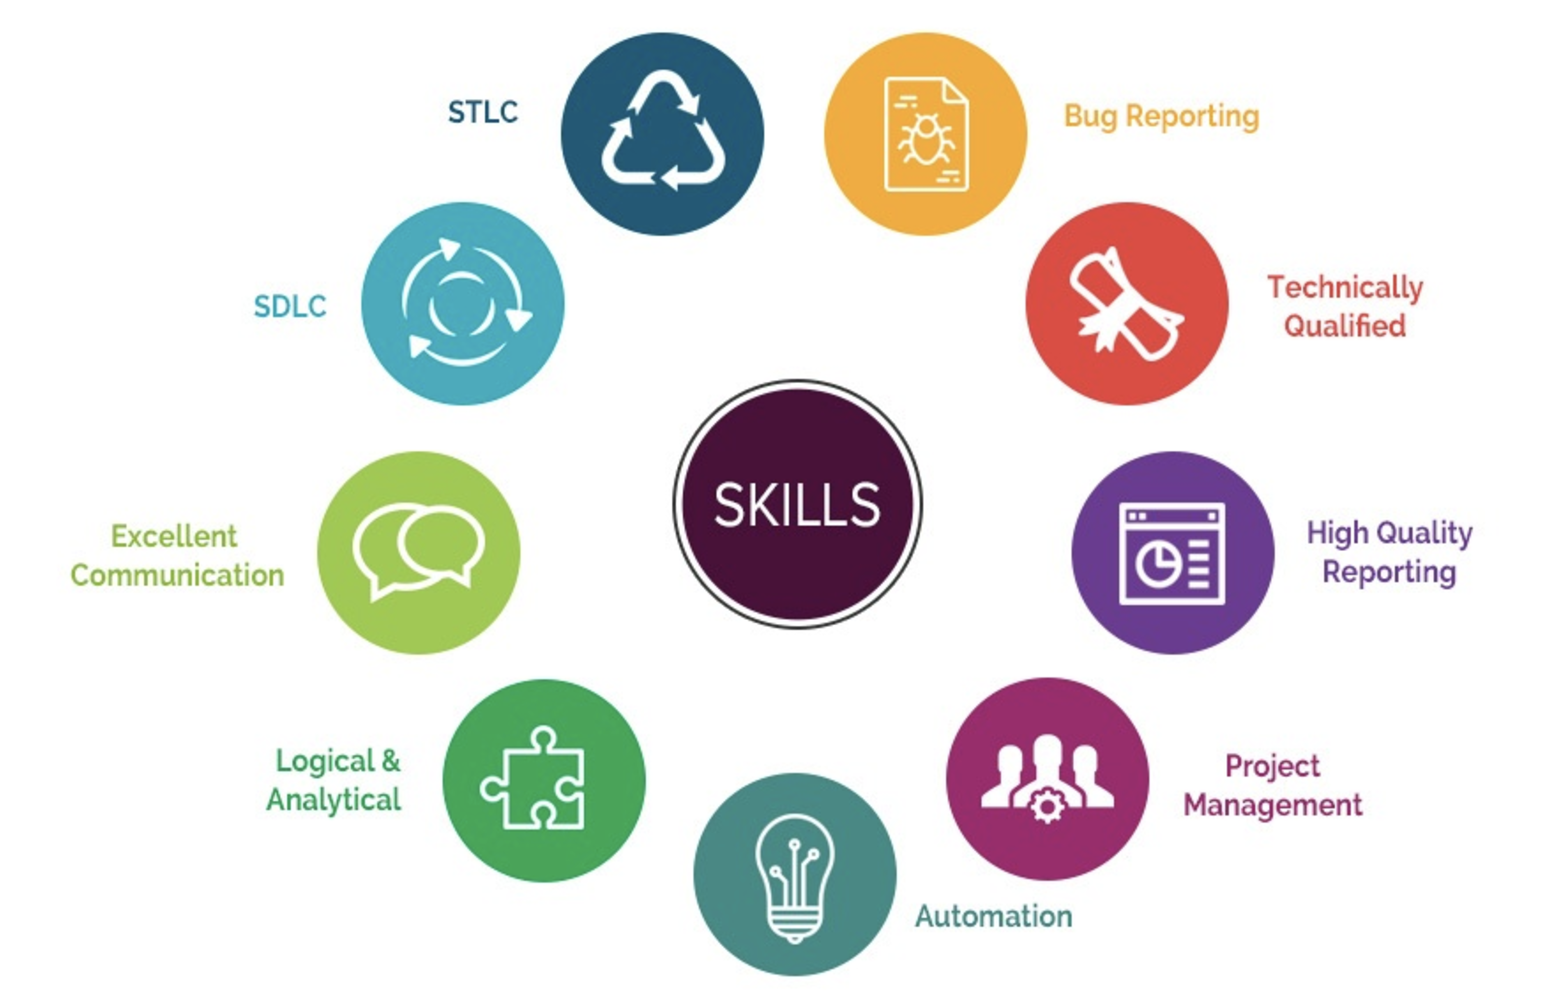 STLC
Bug Reporting
SDLC
Technically
Qualified
SKILLS
Excellent
Communication
High Quality
Reporting
Logical &
Analytical
Project
Management
Automation